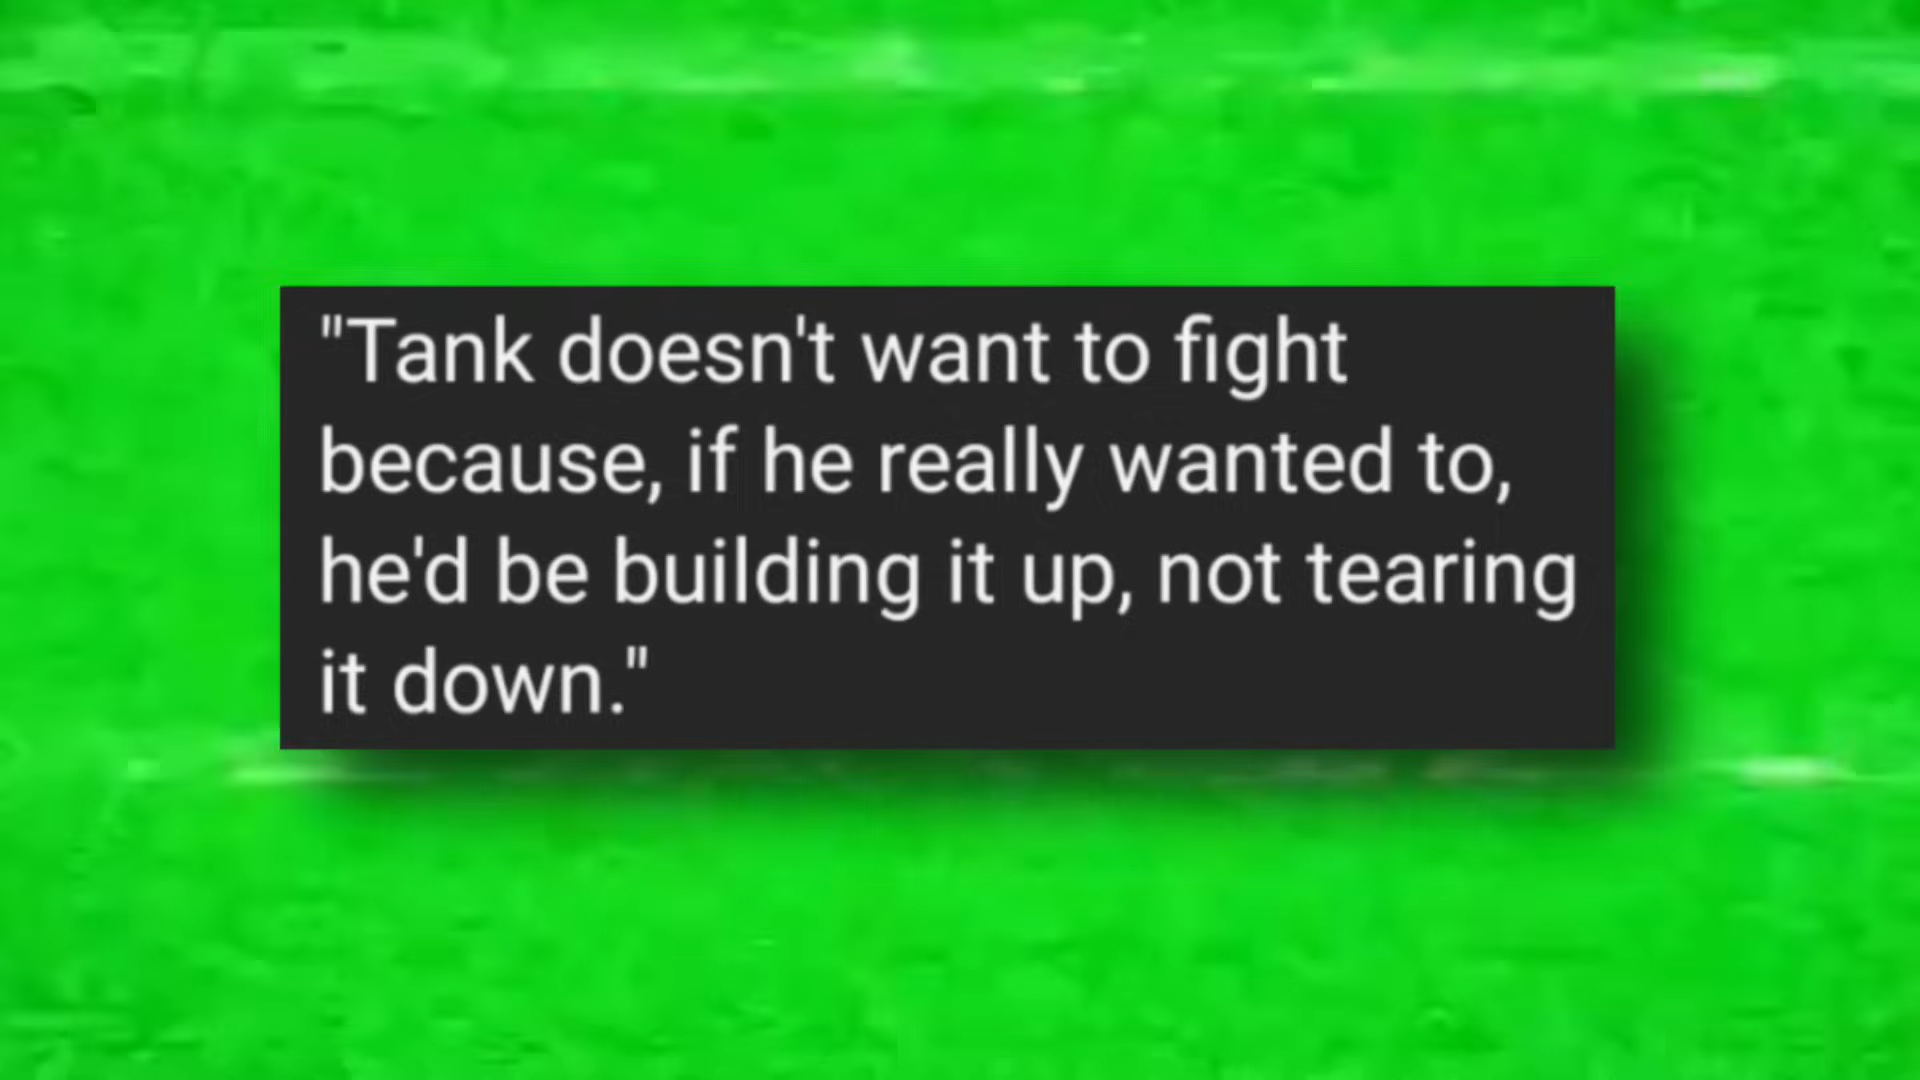 "Tank doesn't want to fight
because, if he really wanted to,
he'd be building it up, not tearing
it down."